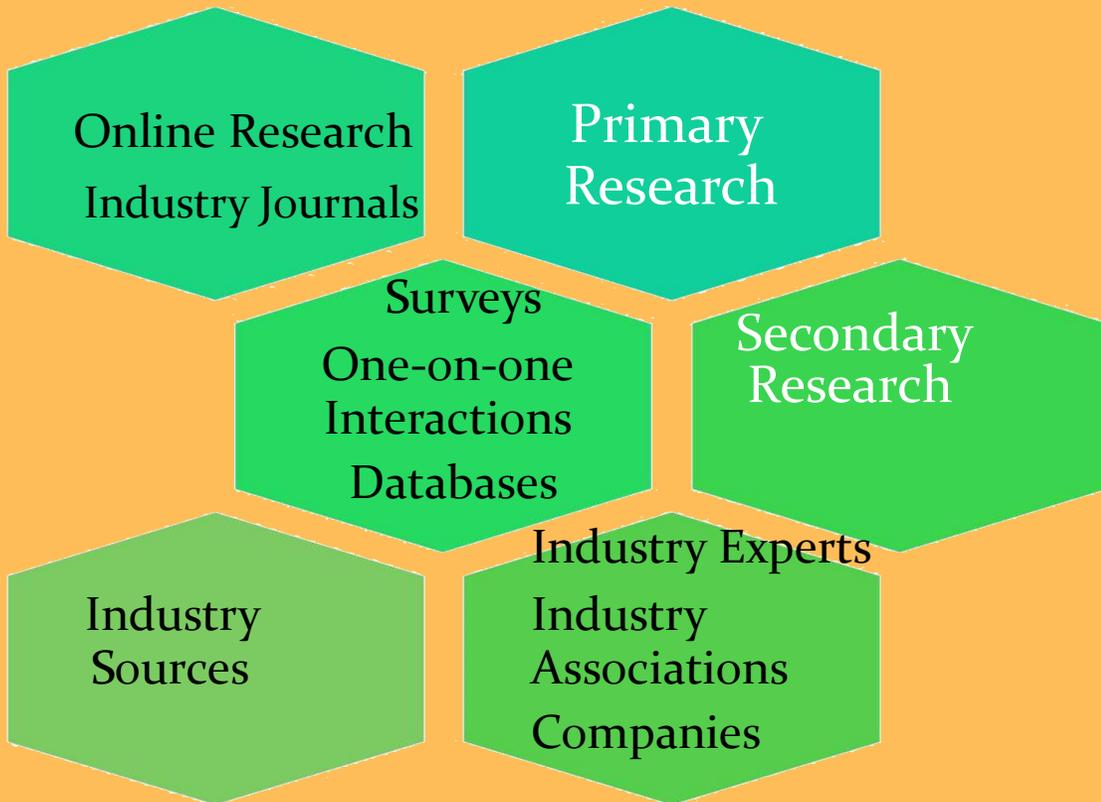 Online Research
Industry Journals
Primary
Research
Surveys
One-on-one
Interactions
Databases
Secondary
Research
Industry
Sources
Industry Experts
Industry
Associations
Companies